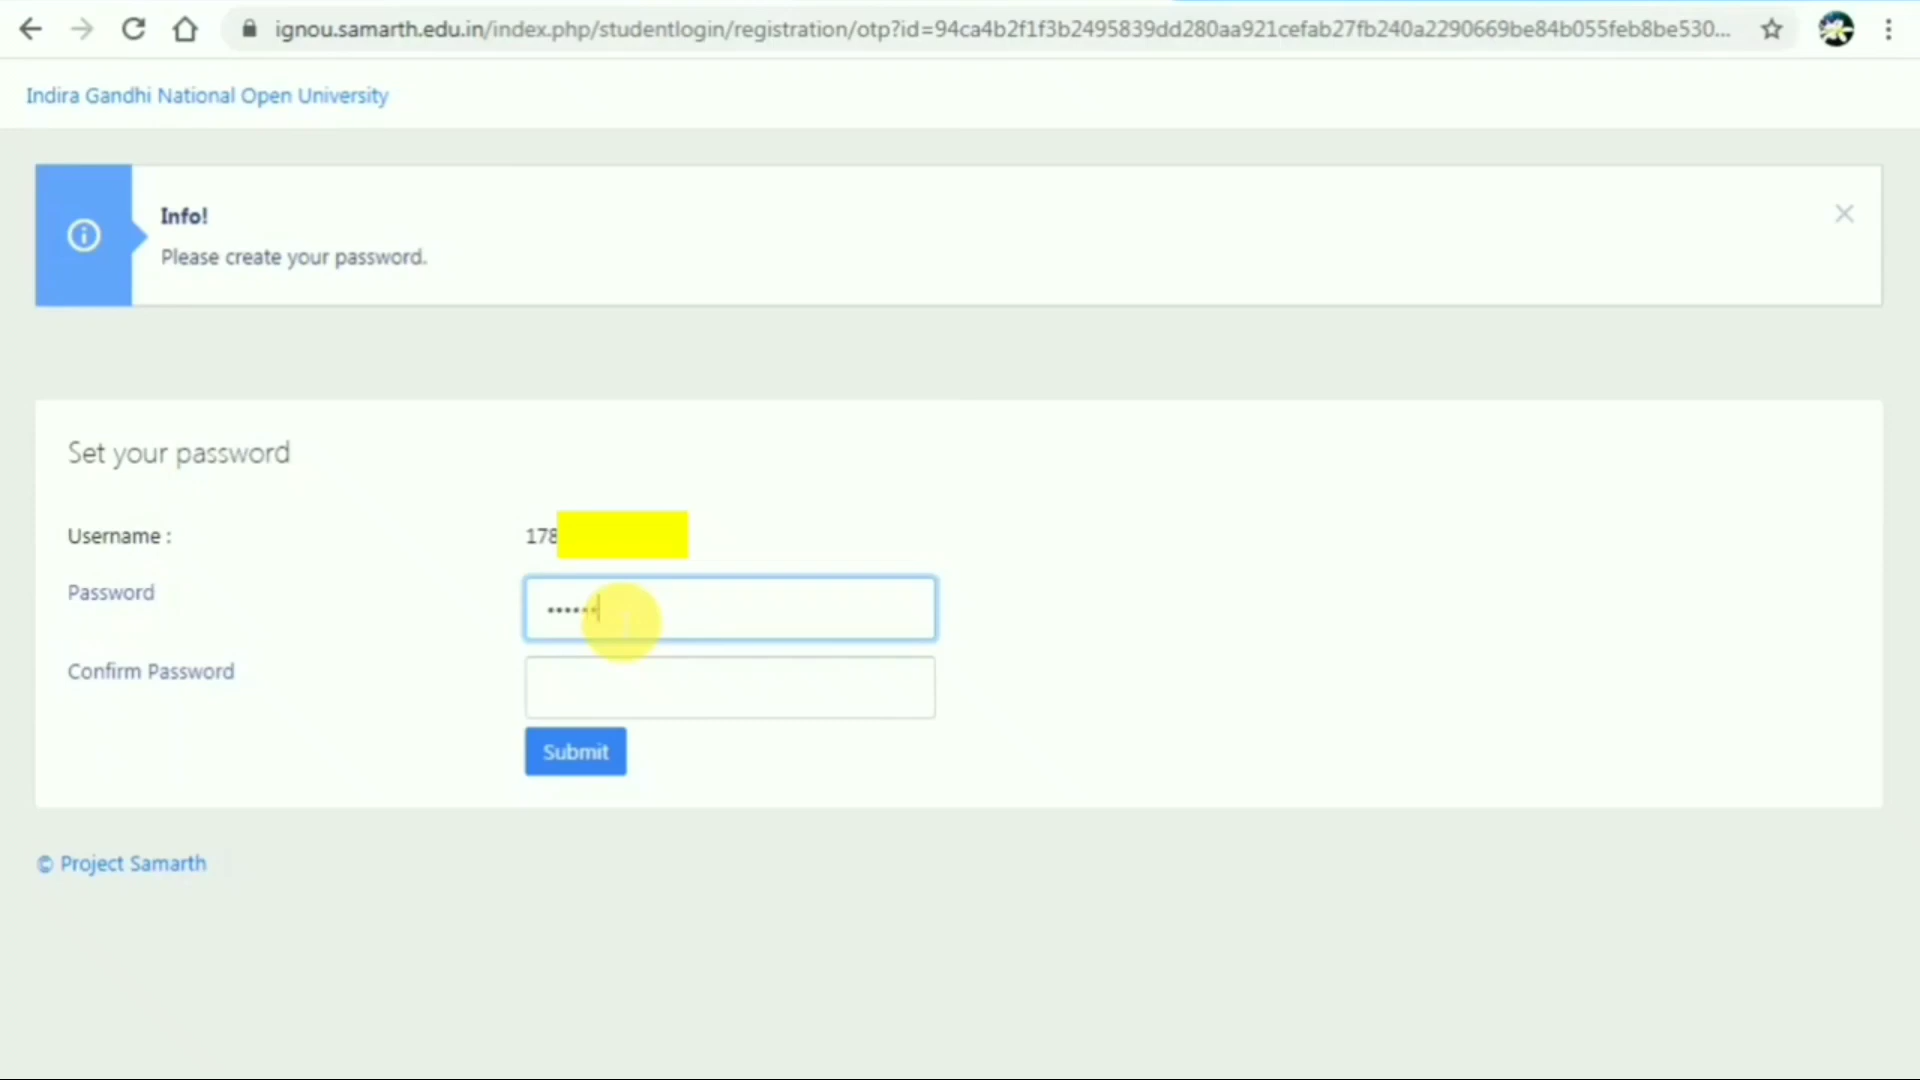 ignou.samarth.edu.in/index.php/studentlogin/registration/otp?id=94ca4b2f1f3b2495839dd280aa921cefab27fb240a2290669be84b055feb8be530...
Indira Gandhi National Open University
Info!
Please create your password.
Set your password
Username :
178
Password
••••••
Confirm Password
Submit
© Project Samarth